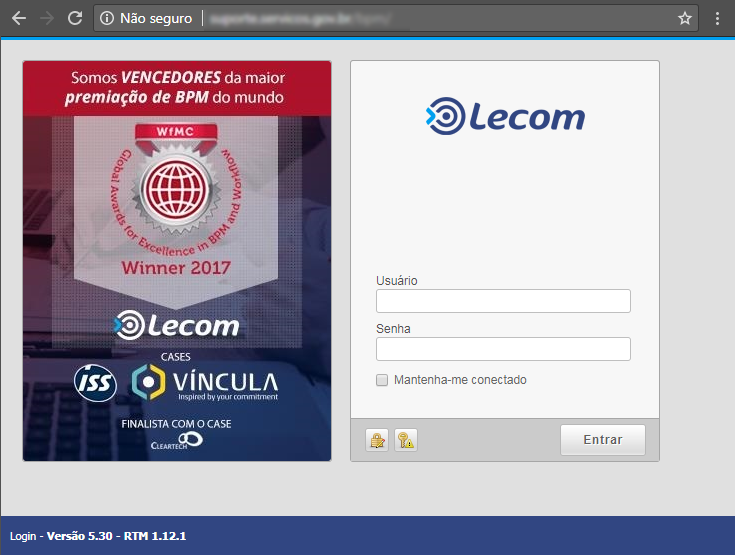 Não seguro
Somos VENCEDORES da maior
premiação de BPM do mundo
WfMC
Global Awards for Excellence in BPM and Workflow
Winner 2017
Lecom
CASES
iss
VÍNCULA
Inspired by your commitment
FINALISTA COM O CASE
CLEARTECH
Lecom
Usuário
Senha
Mantenha-me conectado
Entrar
Login - Versão 5.30 - RTM 1.12.1